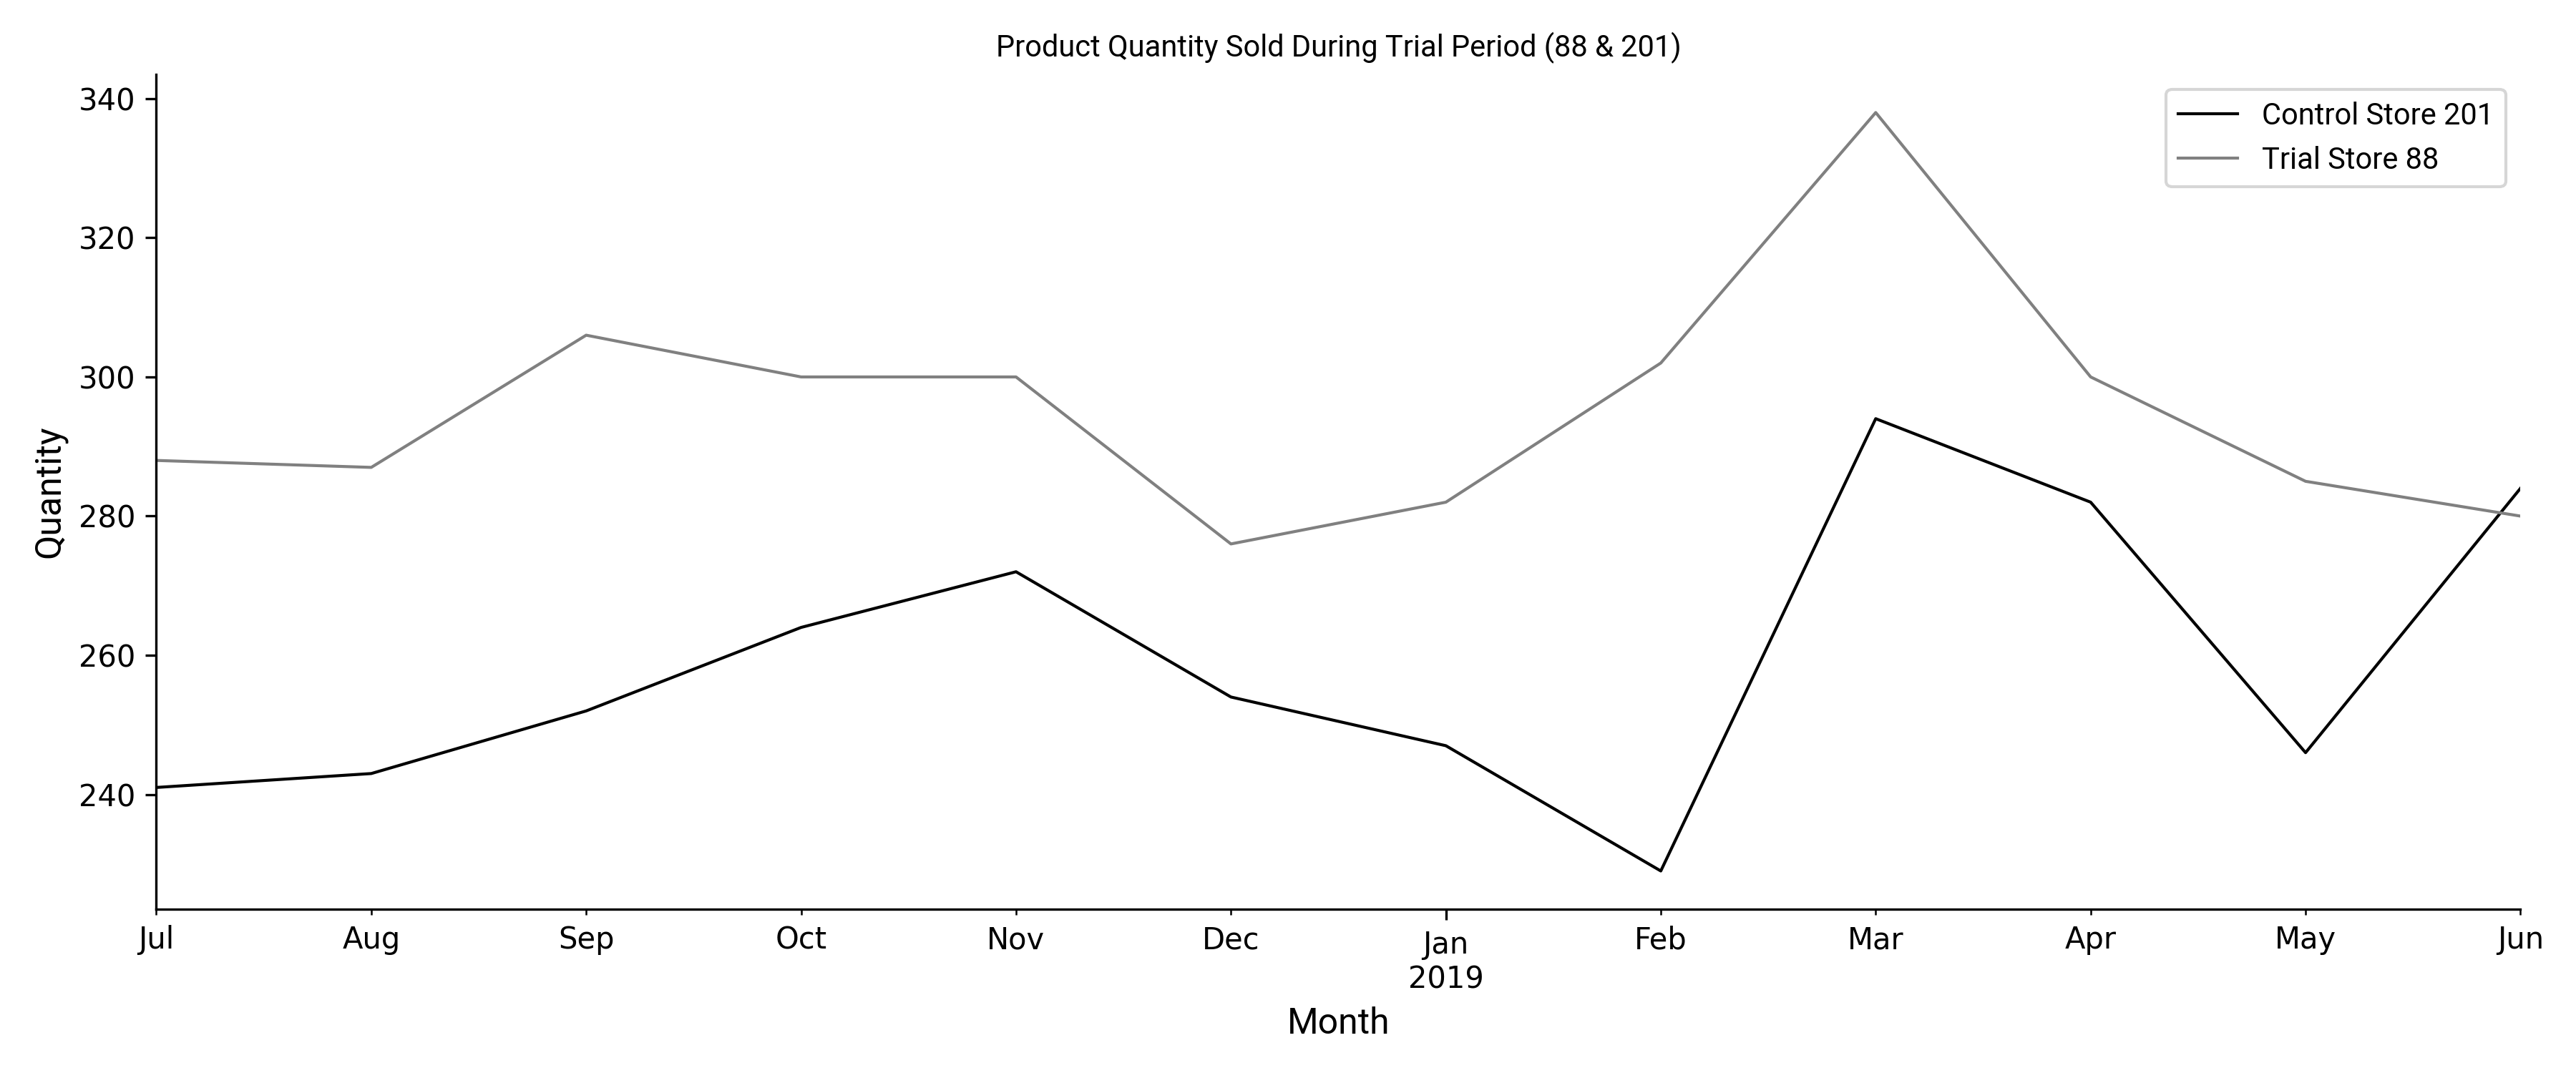 Product Quantity Sold During Trial Period (88 & 201)
Control Store 201
Trial Store 88
Quantity
340
320
300
280
260
240
Jul Aug Sep Oct Nov Dec Jan Feb Mar Apr May Jun
2019
Month